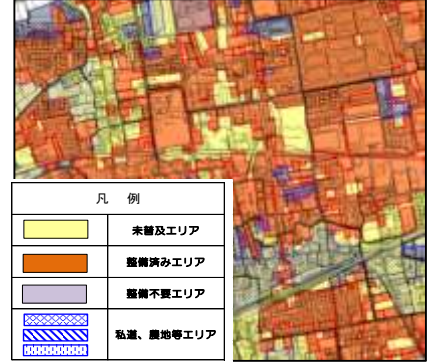 凡 例
未普及エリア
整備済みエリア
整備不要エリア
私道、農地等エリア